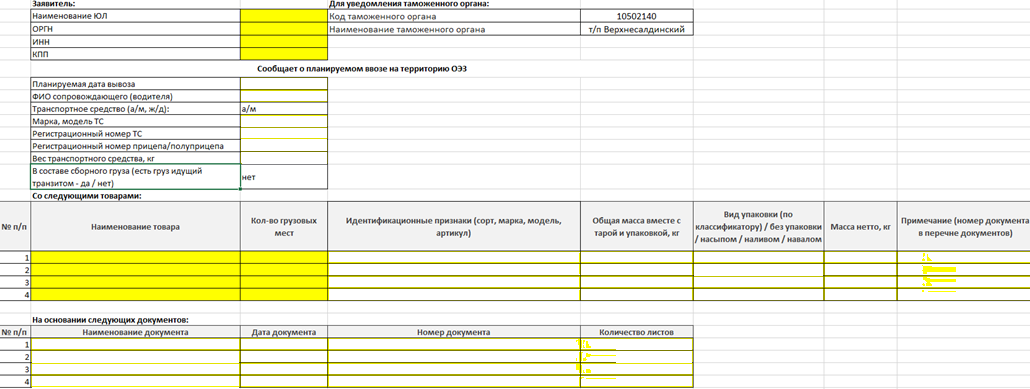 Заявитель: Для уведомления таможенного органа:
Наименование ЮЛ Код таможенного органа 10502140
ОРГН Наименование таможенного органа т/п Верхнесалдинский
ИНН
КПП
Сообщает о планируемом ввозе на территорию ОЭЗ
Планируемая дата вывоза
ФИО сопровождающего (водителя)
Транспортное средство (а/м, ж/д): а/м
Марка, модель ТС
Регистрационный номер ТС
Регистрационный номер прицепа/полуприцепа
Вес транспортного средства, кг
В составе сборного груза (есть груз идущий
транзитом - да / нет) нет
Со следующими товарами:
№ п/п Наименование товара Кол-во грузовых
мест Идентификационные признаки (сорт, марка, модель,
артикул) Общая масса вместе с
тарой и упаковкой, кг Вид упаковки (по
классификатору) / без упаковки
/ насыпом / наливом / навалом Масса нетто, кг Примечание (номер документа
в перечне документов)
1
2
3
4
На основании следующих документов:
№ п/п Наименование документа Дата документа Номер документа Количество листов
1
2
3
4